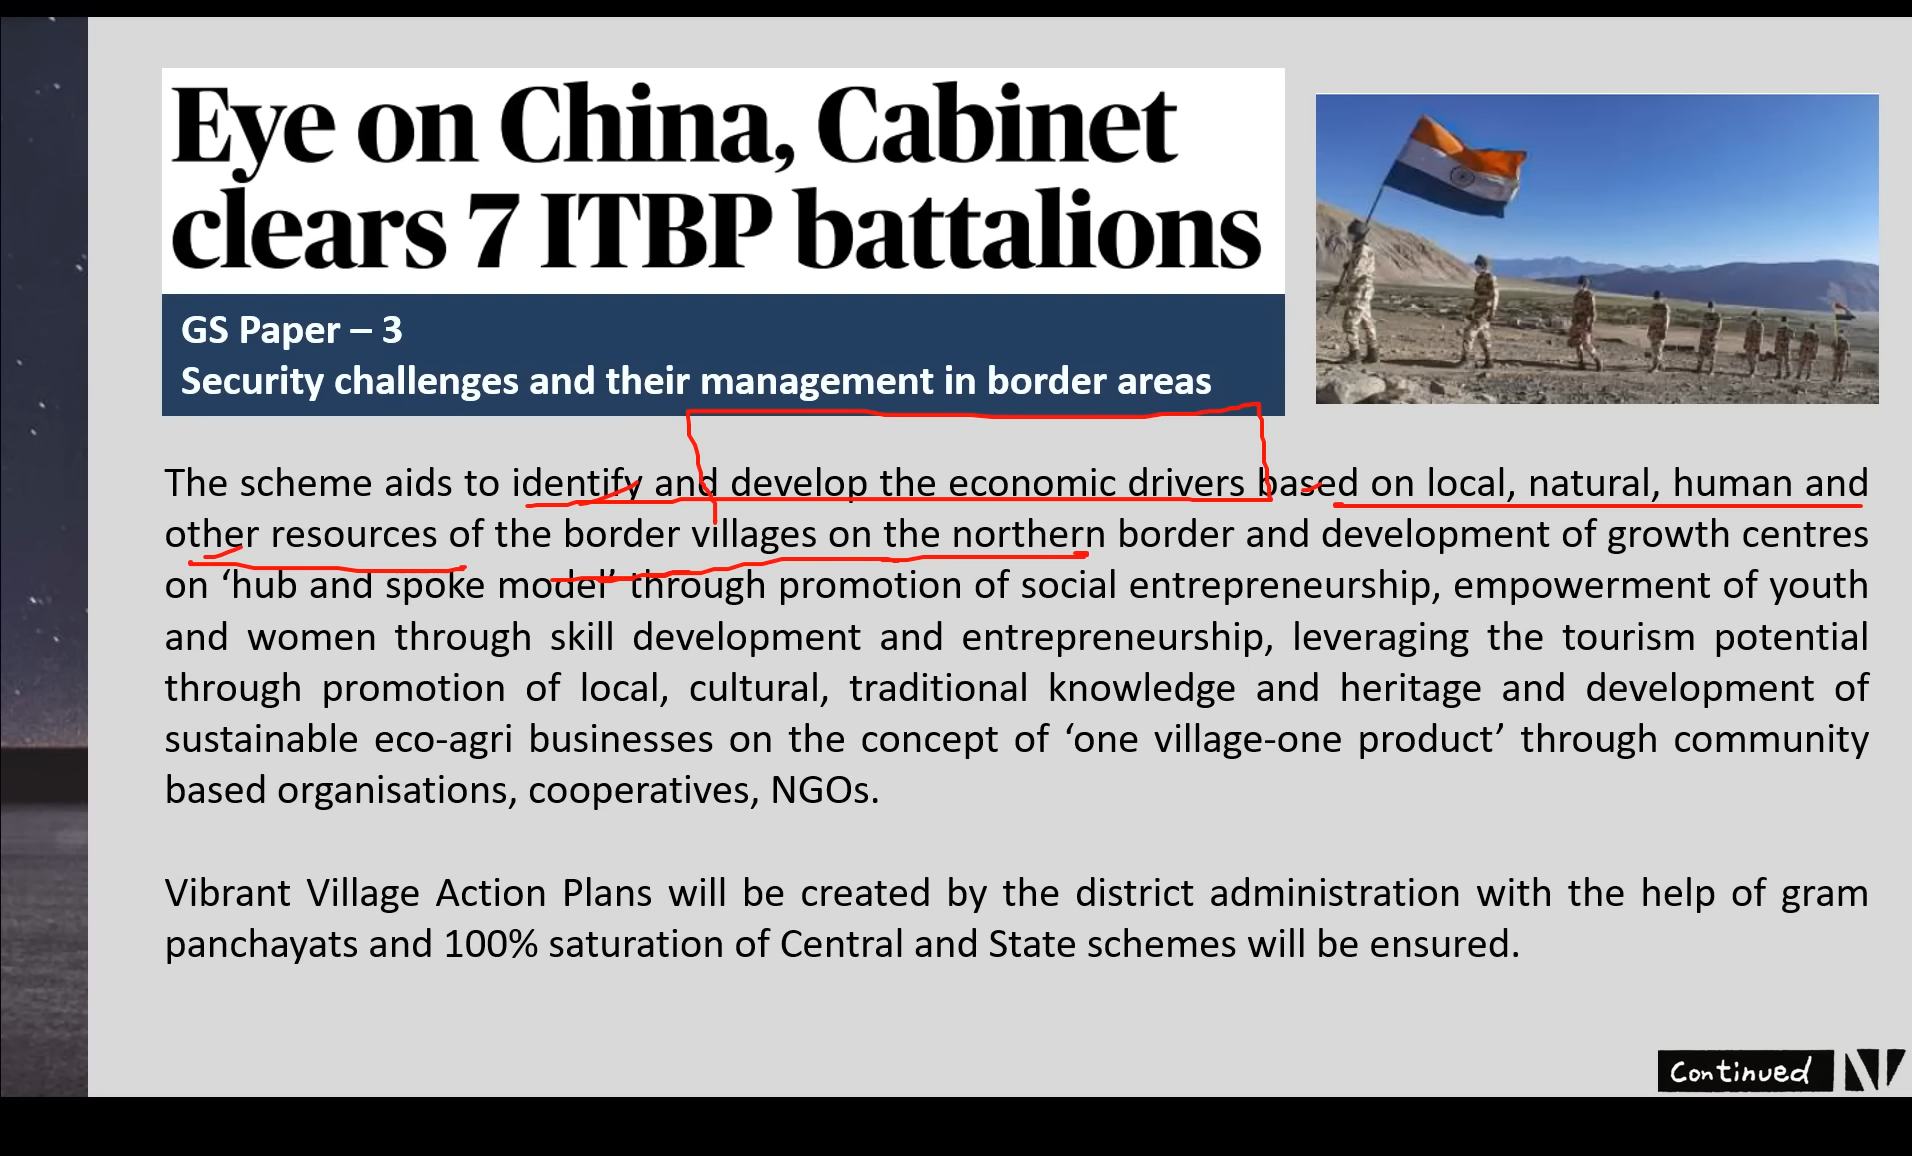 Eye on China, Cabinet
clears 7 ITBP battalions
GS Paper – 3
Security challenges and their management in border areas
The scheme aids to identify and develop the economic drivers based on local, natural, human and
other resources of the border villages on the northern border and development of growth centres
on ‘hub and spoke model’ through promotion of social entrepreneurship, empowerment of youth
and women through skill development and entrepreneurship, leveraging the tourism potential
through promotion of local, cultural, traditional knowledge and heritage and development of
sustainable eco-agri businesses on the concept of ‘one village-one product’ through community
based organisations, cooperatives, NGOs.
Vibrant Village Action Plans will be created by the district administration with the help of gram
panchayats and 100% saturation of Central and State schemes will be ensured.
Continued